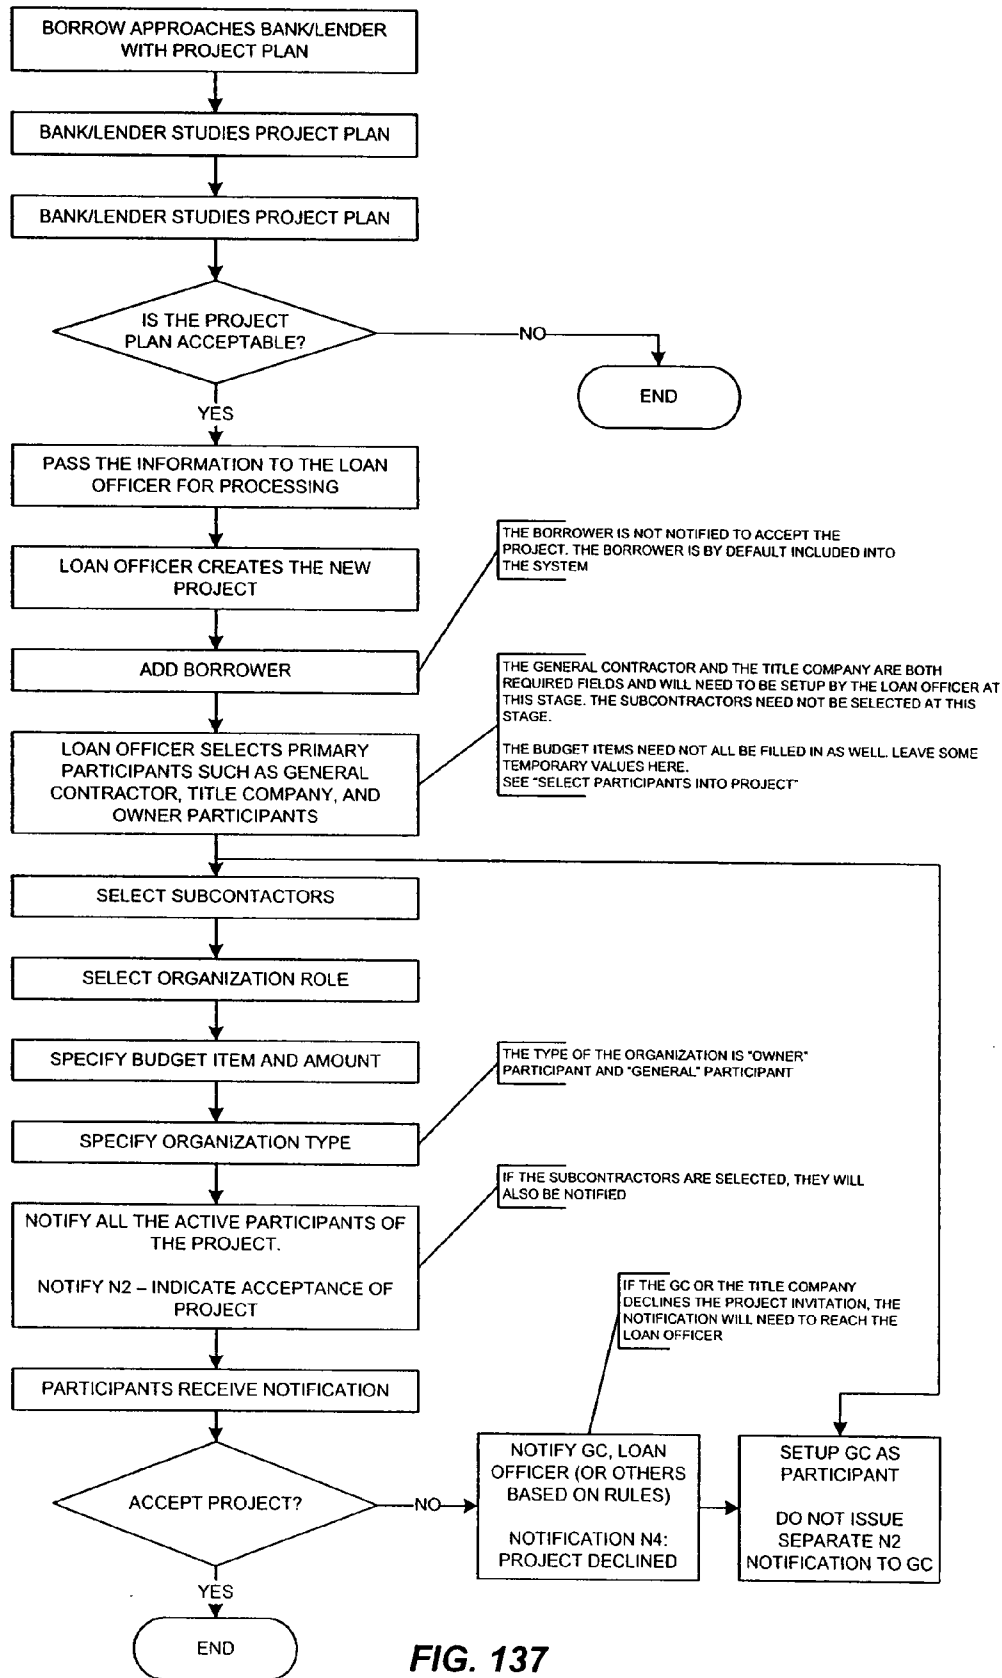 BORROW APPROACHES BANK/LENDER
WITH PROJECT PLAN
BANK/LENDER STUDIES PROJECT PLAN
BANK/LENDER STUDIES PROJECT PLAN
IS THE PROJECT
PLAN ACCEPTABLE?
NO
END
YES
PASS THE INFORMATION TO THE LOAN
OFFICER FOR PROCESSING
LOAN OFFICER CREATES THE NEW
PROJECT
THE BORROWER IS NOT NOTIFIED TO ACCEPT THE
PROJECT. THE BORROWER IS BY DEFAULT INCLUDED INTO
THE SYSTEM
ADD BORROWER
THE GENERAL CONTRACTOR AND THE TITLE COMPANY ARE BOTH
REQUIRED FIELDS AND WILL NEED TO BE SETUP BY THE LOAN OFFICER AT
THIS STAGE. THE SUBCONTRACTORS NEED NOT BE SELECTED AT THIS
STAGE.
THE BUDGET ITEMS NEED NOT ALL BE FILLED IN AS WELL. LEAVE SOME
TEMPORARY VALUES HERE.
SEE "SELECT PARTICIPANTS INTO PROJECT"
LOAN OFFICER SELECTS PRIMARY
PARTICIPANTS SUCH AS GENERAL
CONTRACTOR, TITLE COMPANY, AND
OWNER PARTICIPANTS
SELECT SUBCONTACTORS
SELECT ORGANIZATION ROLE
SPECIFY BUDGET ITEM AND AMOUNT
THE TYPE OF THE ORGANIZATION IS "OWNER"
PARTICIPANT AND "GENERAL" PARTICIPANT
SPECIFY ORGANIZATION TYPE
IF THE SUBCONTRACTORS ARE SELECTED, THEY WILL
ALSO BE NOTIFIED
NOTIFY ALL THE ACTIVE PARTICIPANTS OF
THE PROJECT.
NOTIFY N2 – INDICATE ACCEPTANCE OF
PROJECT
IF THE GC OR THE TITLE COMPANY
DECLINES THE PROJECT INVITATION, THE
NOTIFICATION WILL NEED TO REACH THE
LOAN OFFICER
PARTICIPANTS RECEIVE NOTIFICATION
ACCEPT PROJECT?
NO
NOTIFY GC, LOAN
OFFICER (OR OTHERS
BASED ON RULES)
NOTIFICATION N4:
PROJECT DECLINED
SETUP GC AS
PARTICIPANT
DO NOT ISSUE
SEPARATE N2
NOTIFICATION TO GC
YES
END
FIG. 137